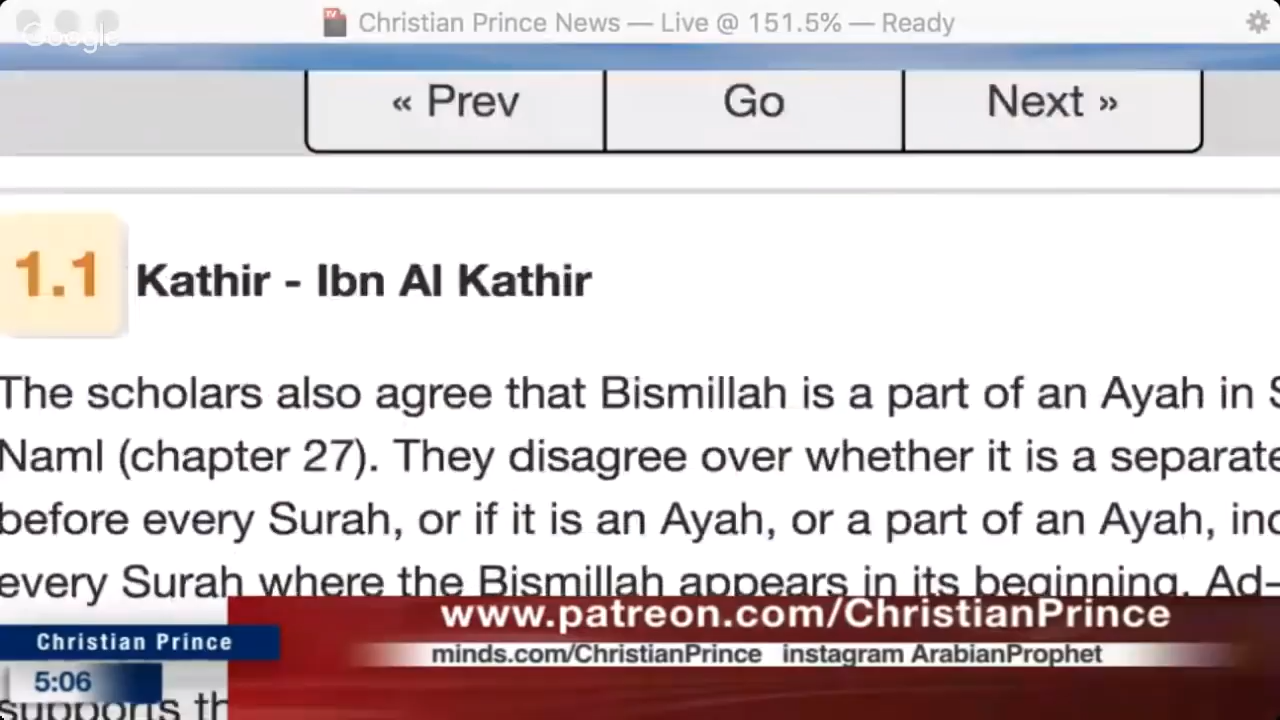 Google
Christian Prince News — Live @ 151.5% — Ready
« Prev
Go
Next »
1.1
Kathir - Ibn Al Kathir
The scholars also agree that Bismillah is a part of an Ayah in
Naml (chapter 27). They disagree over whether it is a separate
before every Surah, or if it is an Ayah, or a part of an Ayah,
every Surah where the Bismillah appears in its beginning. Ad-
www.patreon.com/ChristianPrince
Christian Prince
minds.com/ChristianPrince instagram ArabianProphet
5:06
supports